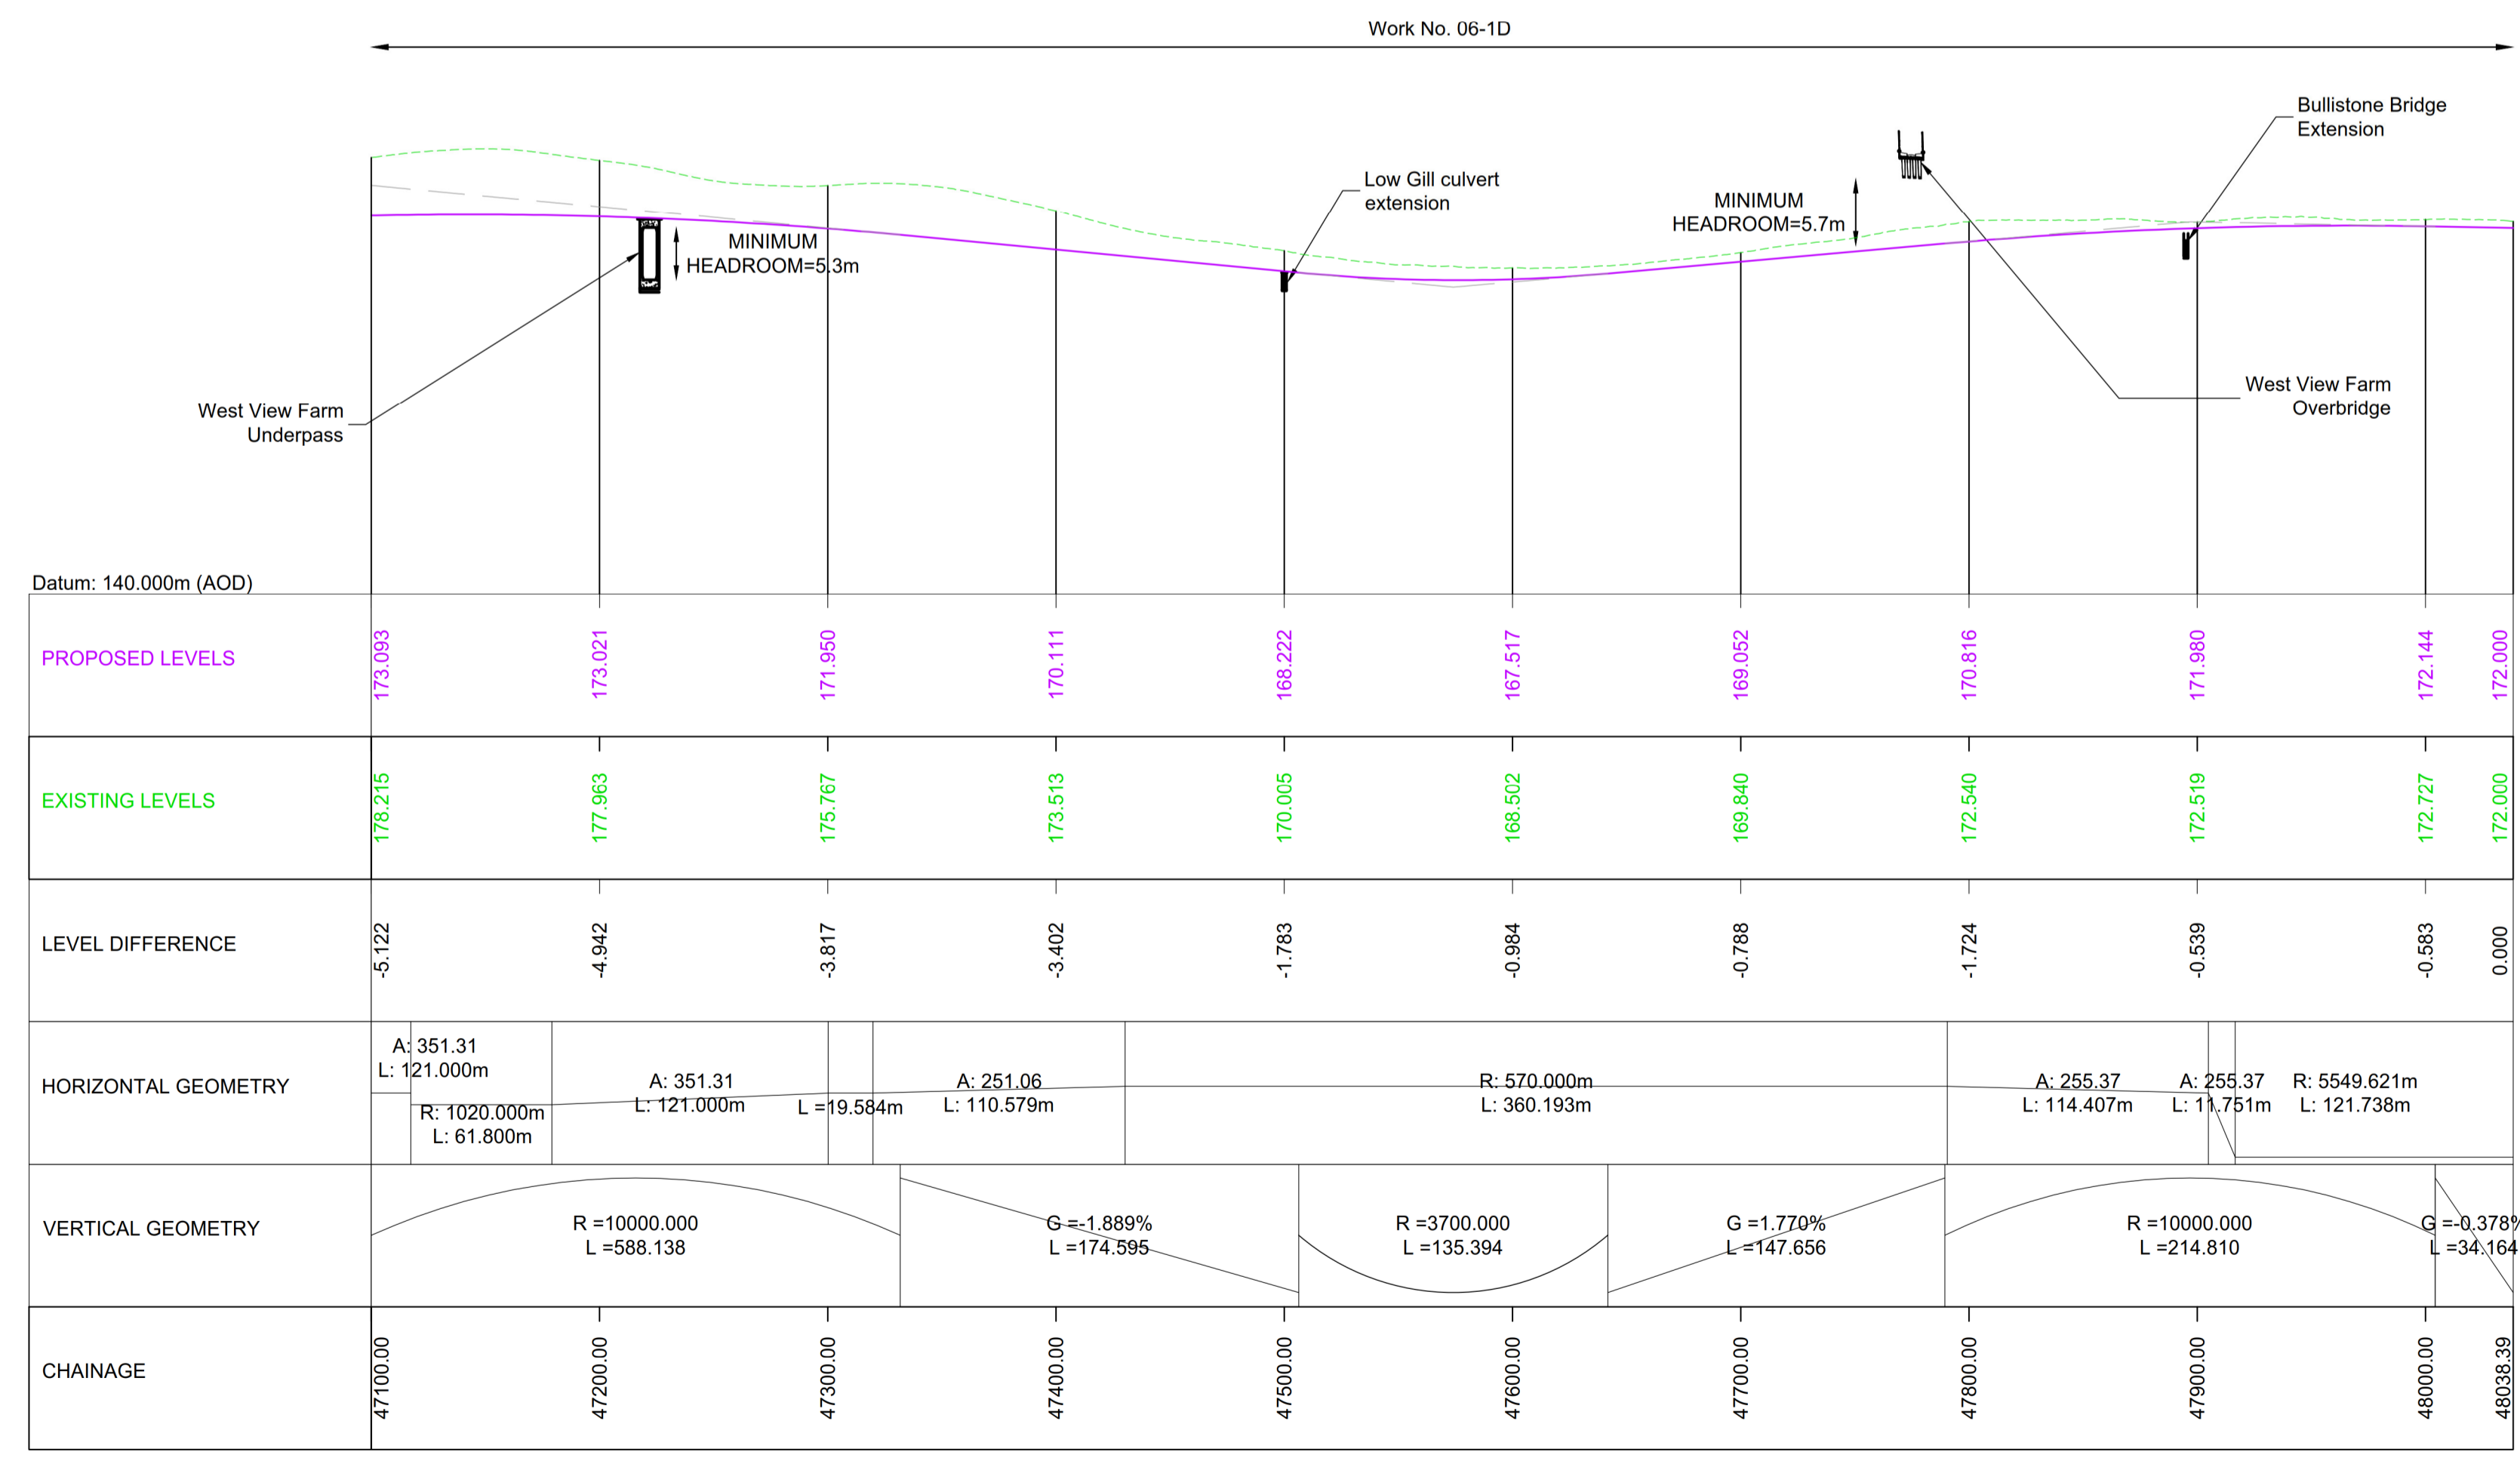 Work No. 06-1D
Bullistone Bridge
Extension
Low Gill culvert
extension
MINIMUM
HEADROOM=5.7m
MINIMUM
HEADROOM=5.3m
West View Farm
Underpass
West View Farm
Overbridge
Datum: 140.000m (AOD)
PROPOSED LEVELS
173.093
173.021
171.950
170.111
168.222
167.517
169.052
170.816
171.980
172.144
172.000
EXISTING LEVELS
178.215
177.963
175.767
173.513
170.005
168.502
169.840
172.540
172.519
172.727
172.000
LEVEL DIFFERENCE
-5.122
-4.942
-3.817
-3.402
-1.783
-0.984
-0.788
-1.724
-0.539
-0.583
0.000
HORIZONTAL GEOMETRY
A: 351.31
L: 121.000m
R: 1020.000m
L: 61.800m
A: 351.31
L: 121.000m
L =19.584m
A: 251.06
L: 110.579m
R: 570.000m
L: 360.193m
A: 255.37
L: 114.407m
A: 255.37
L: 11.751m
R: 5549.621m
L: 121.738m
VERTICAL GEOMETRY
R =10000.000
L =588.138
G =-1.889%
L =174.595
R =3700.000
L =135.394
G =1.770%
L =147.656
R =10000.000
L =214.810
G =-0.378%
L =34.164
CHAINAGE
47100.00
47200.00
47300.00
47400.00
47500.00
47600.00
47700.00
47800.00
47900.00
48000.00
48038.39